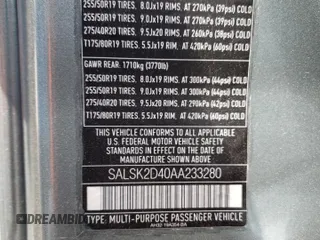 255/50R19 TIRES, 8.0Jx19 RIMS, AT 270kPa (39psi) COLD
255/50R19 TIRES, 9.0Jx19 RIMS, AT 270kPa (39psi) COLD
275/40R20 TIRES, 9.5Jx20 RIMS, AT 260kPa (38psi) COLD
T175/80R19 TIRES, 5.5Jx19 RIM, AT 420kPa (60psi) COLD
GAWR REAR: 1710kg (3770lb)
255/50R19 TIRES, 8.0Jx19 RIMS, AT 300kPa (44psi) COLD
255/50R19 TIRES, 9.0Jx19 RIMS, AT 300kPa (44psi) COLD
275/40R20 TIRES, 9.5Jx20 RIMS, AT 290kPa (42psi) COLD
T175/80R19 TIRES, 5.5Jx19 RIM, AT 420kPa (60psi) COLD
THIS VEHICLE CONFORMS TO ALL APPLICABLE
U.S. FEDERAL MOTOR VEHICLE SAFETY
STANDARDS IN EFFECT ON THE DATE OF
MANUFACTURE SHOWN ABOVE.
SALSK2D40AA233280
TYPE: MULTI-PURPOSE PASSENGER VEHICLE
DREAMBID